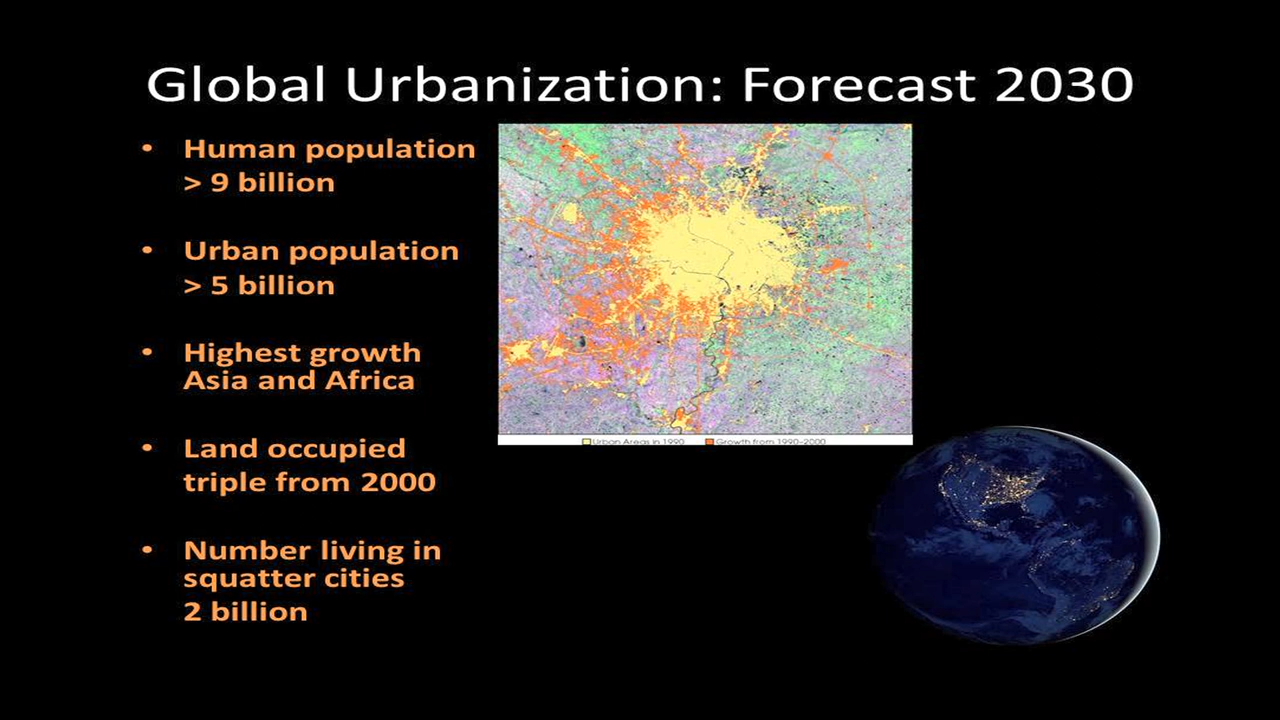 Global Urbanization: Forecast 2030
• Human population
> 9 billion
• Urban population
> 5 billion
• Highest growth
Asia and Africa
• Land occupied
triple from 2000
• Number living in
squatter cities
2 billion
Urban Areas in 1990 Growth from 1990-2000